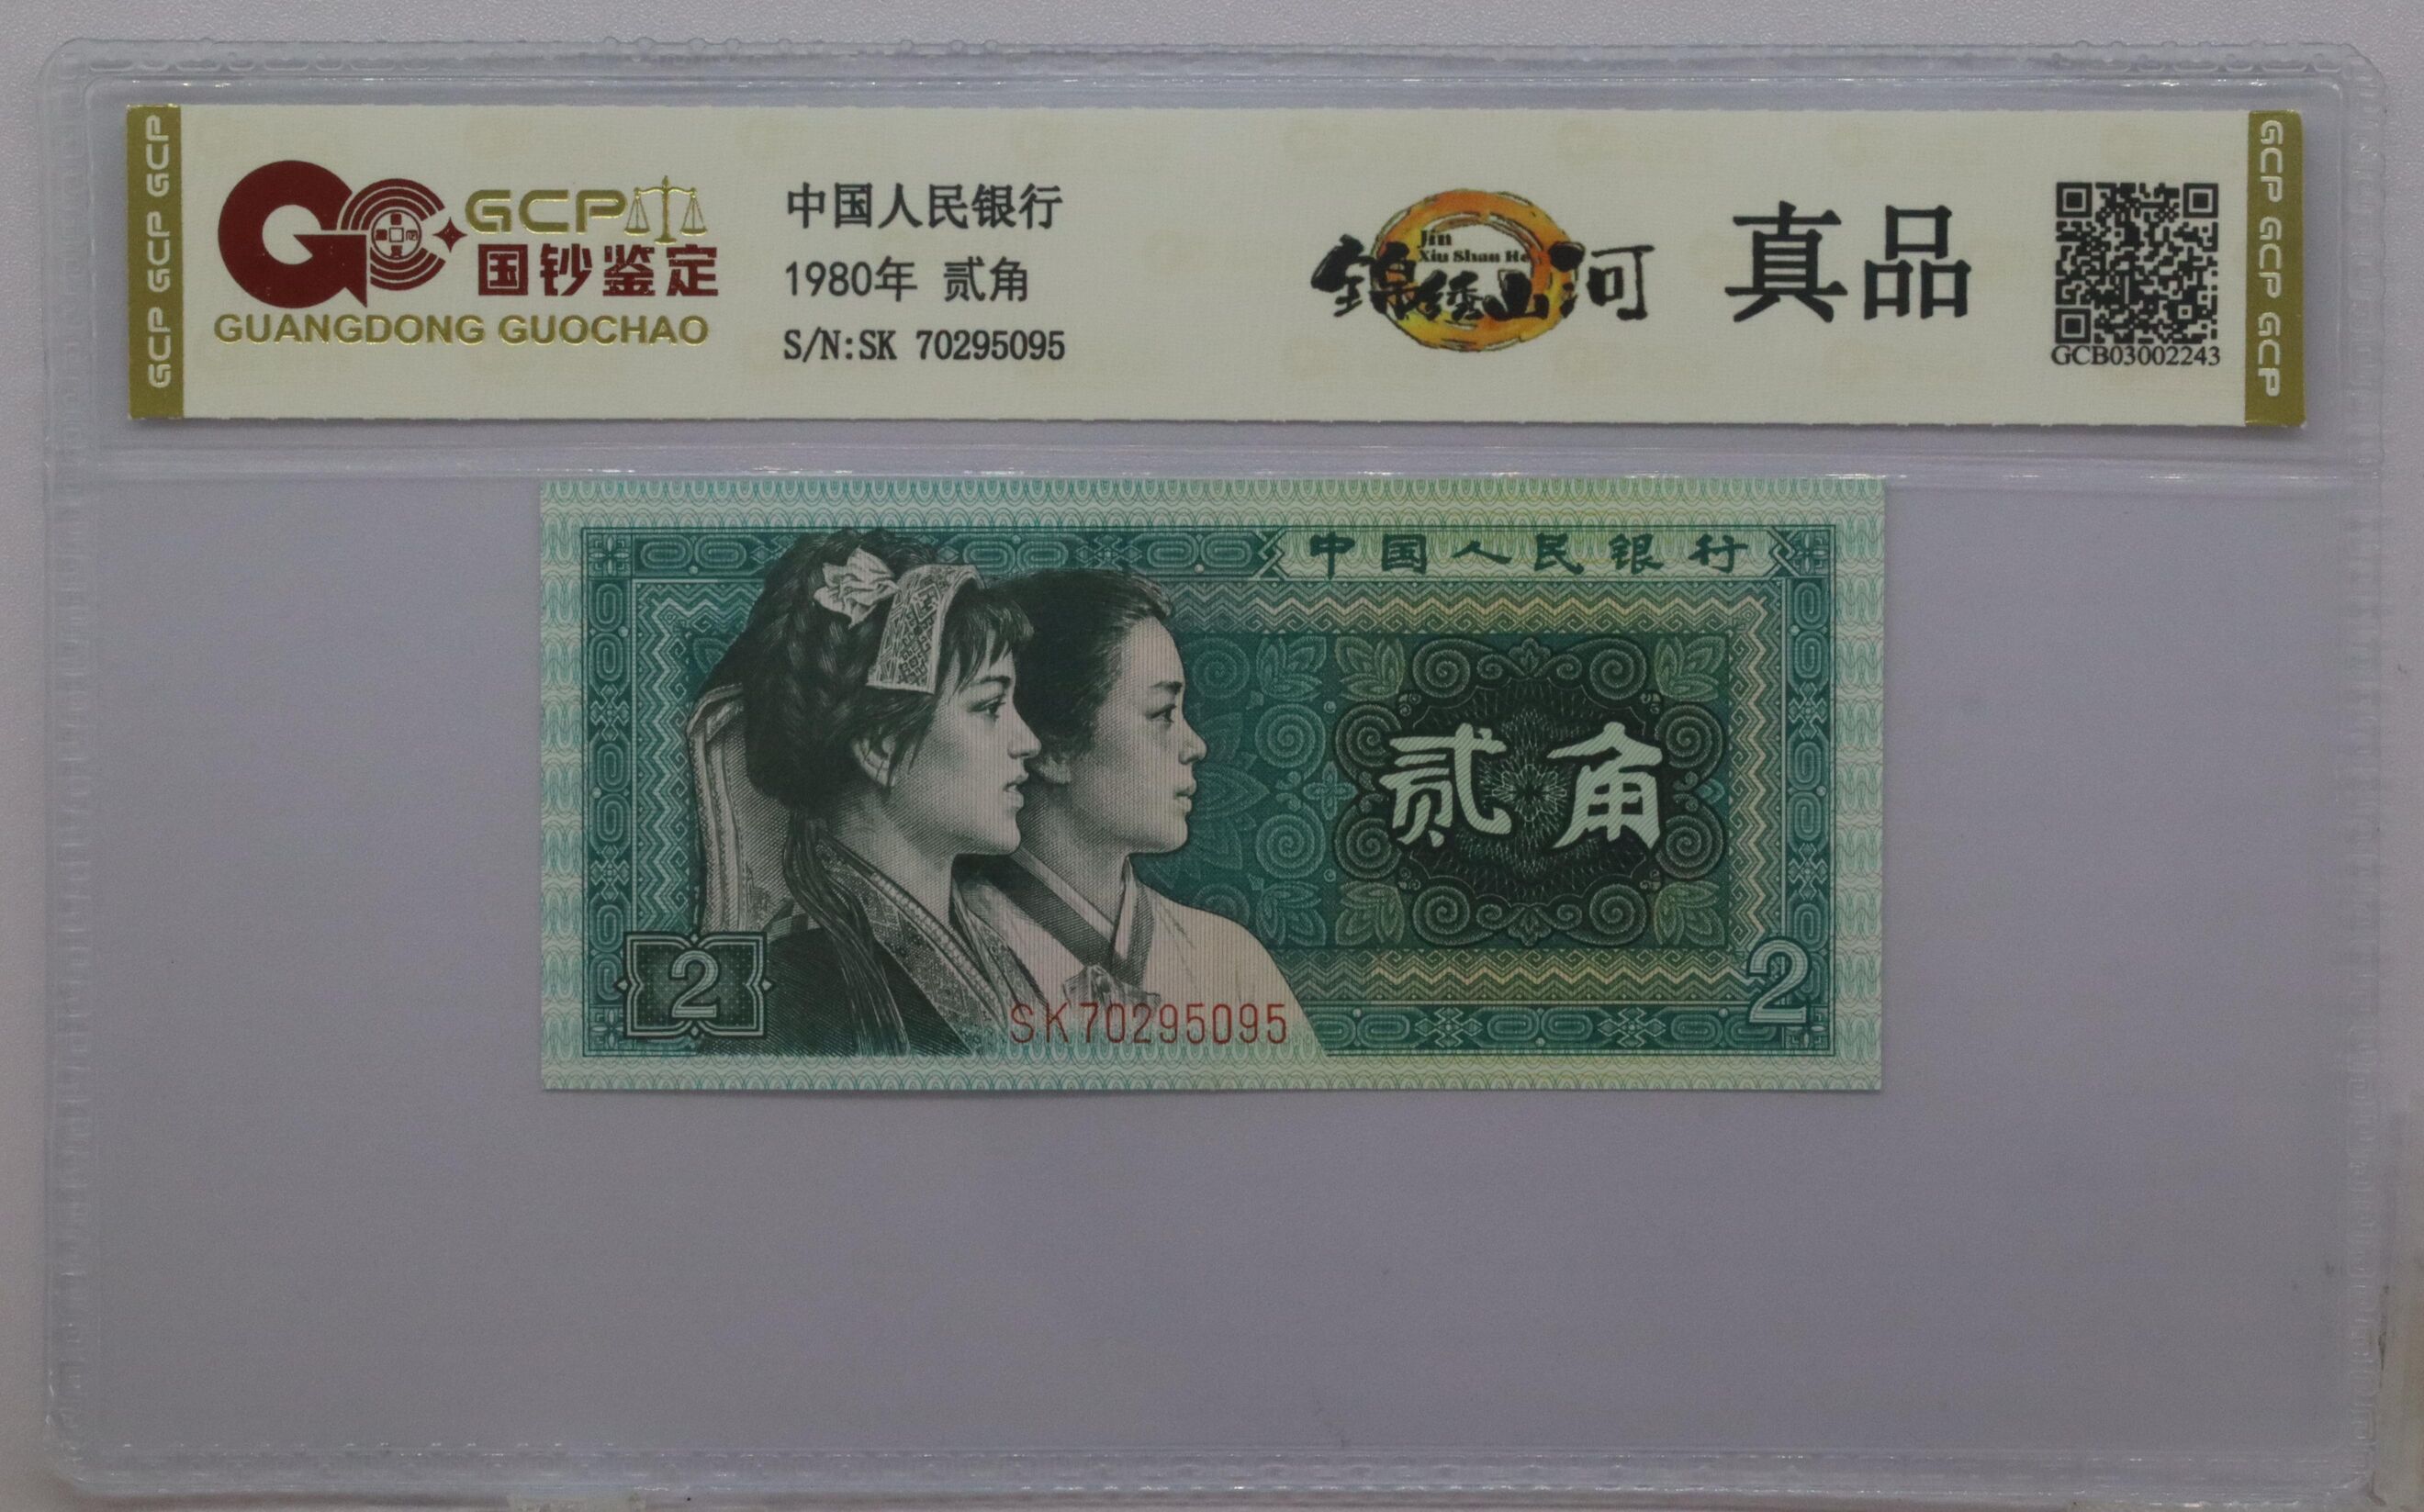 GCP GCP GCP
GCP
国钞鉴定
GUANGDONG GUOCHAO
中国人民银行
1980年 贰角
S/N:SK 70295095
Jin
Xiu Shan He
锦绣山河
真品
GCB03002243
GCP GCP GCP
中国人民银行
贰角
2
2
SK70295095